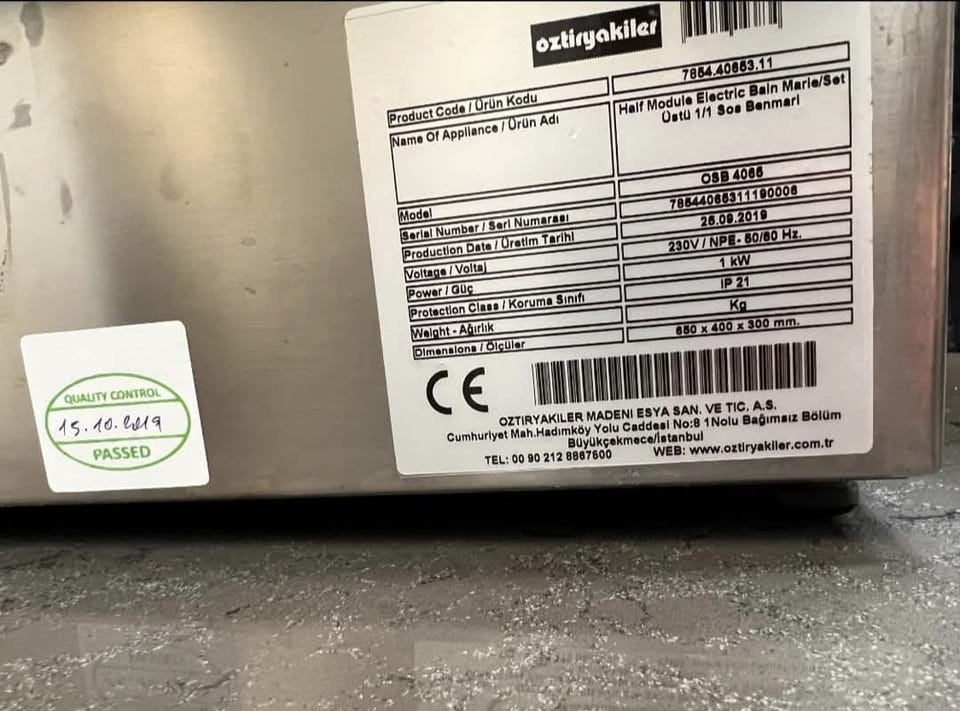 oztiryakiler
Product Code / Ürün Kodu 7854.40653.11
Name Of Appliance / Ürün Adı Half Module Electric Bain Marie/Set
Üstü 1/1 Sos Benmari
Model OSB 4065
Serial Number / Seri Numarası 78544065311190006
Production Date / Üretim Tarihi 25.09.2019
Voltage / Voltaj 230V / NPE- 50/60 Hz.
Power / Güç 1 kW
Protection Class / Koruma Sınıfı IP 21
Weight - Ağırlık Kg
Dimensions / Ölçüler 650 x 400 x 300 mm.
CE
OZTIRYAKILER MADENI ESYA SAN. VE TIC. A.S.
Cumhuriyet Mah.Hadımköy Yolu Caddesi No:8 1Nolu Bağımsız Bölüm
Büyükçekmece/İstanbul
TEL: 00 90 212 8867800 WEB: www.oztiryakiler.com.tr
QUALITY CONTROL
15.10.2019
PASSED